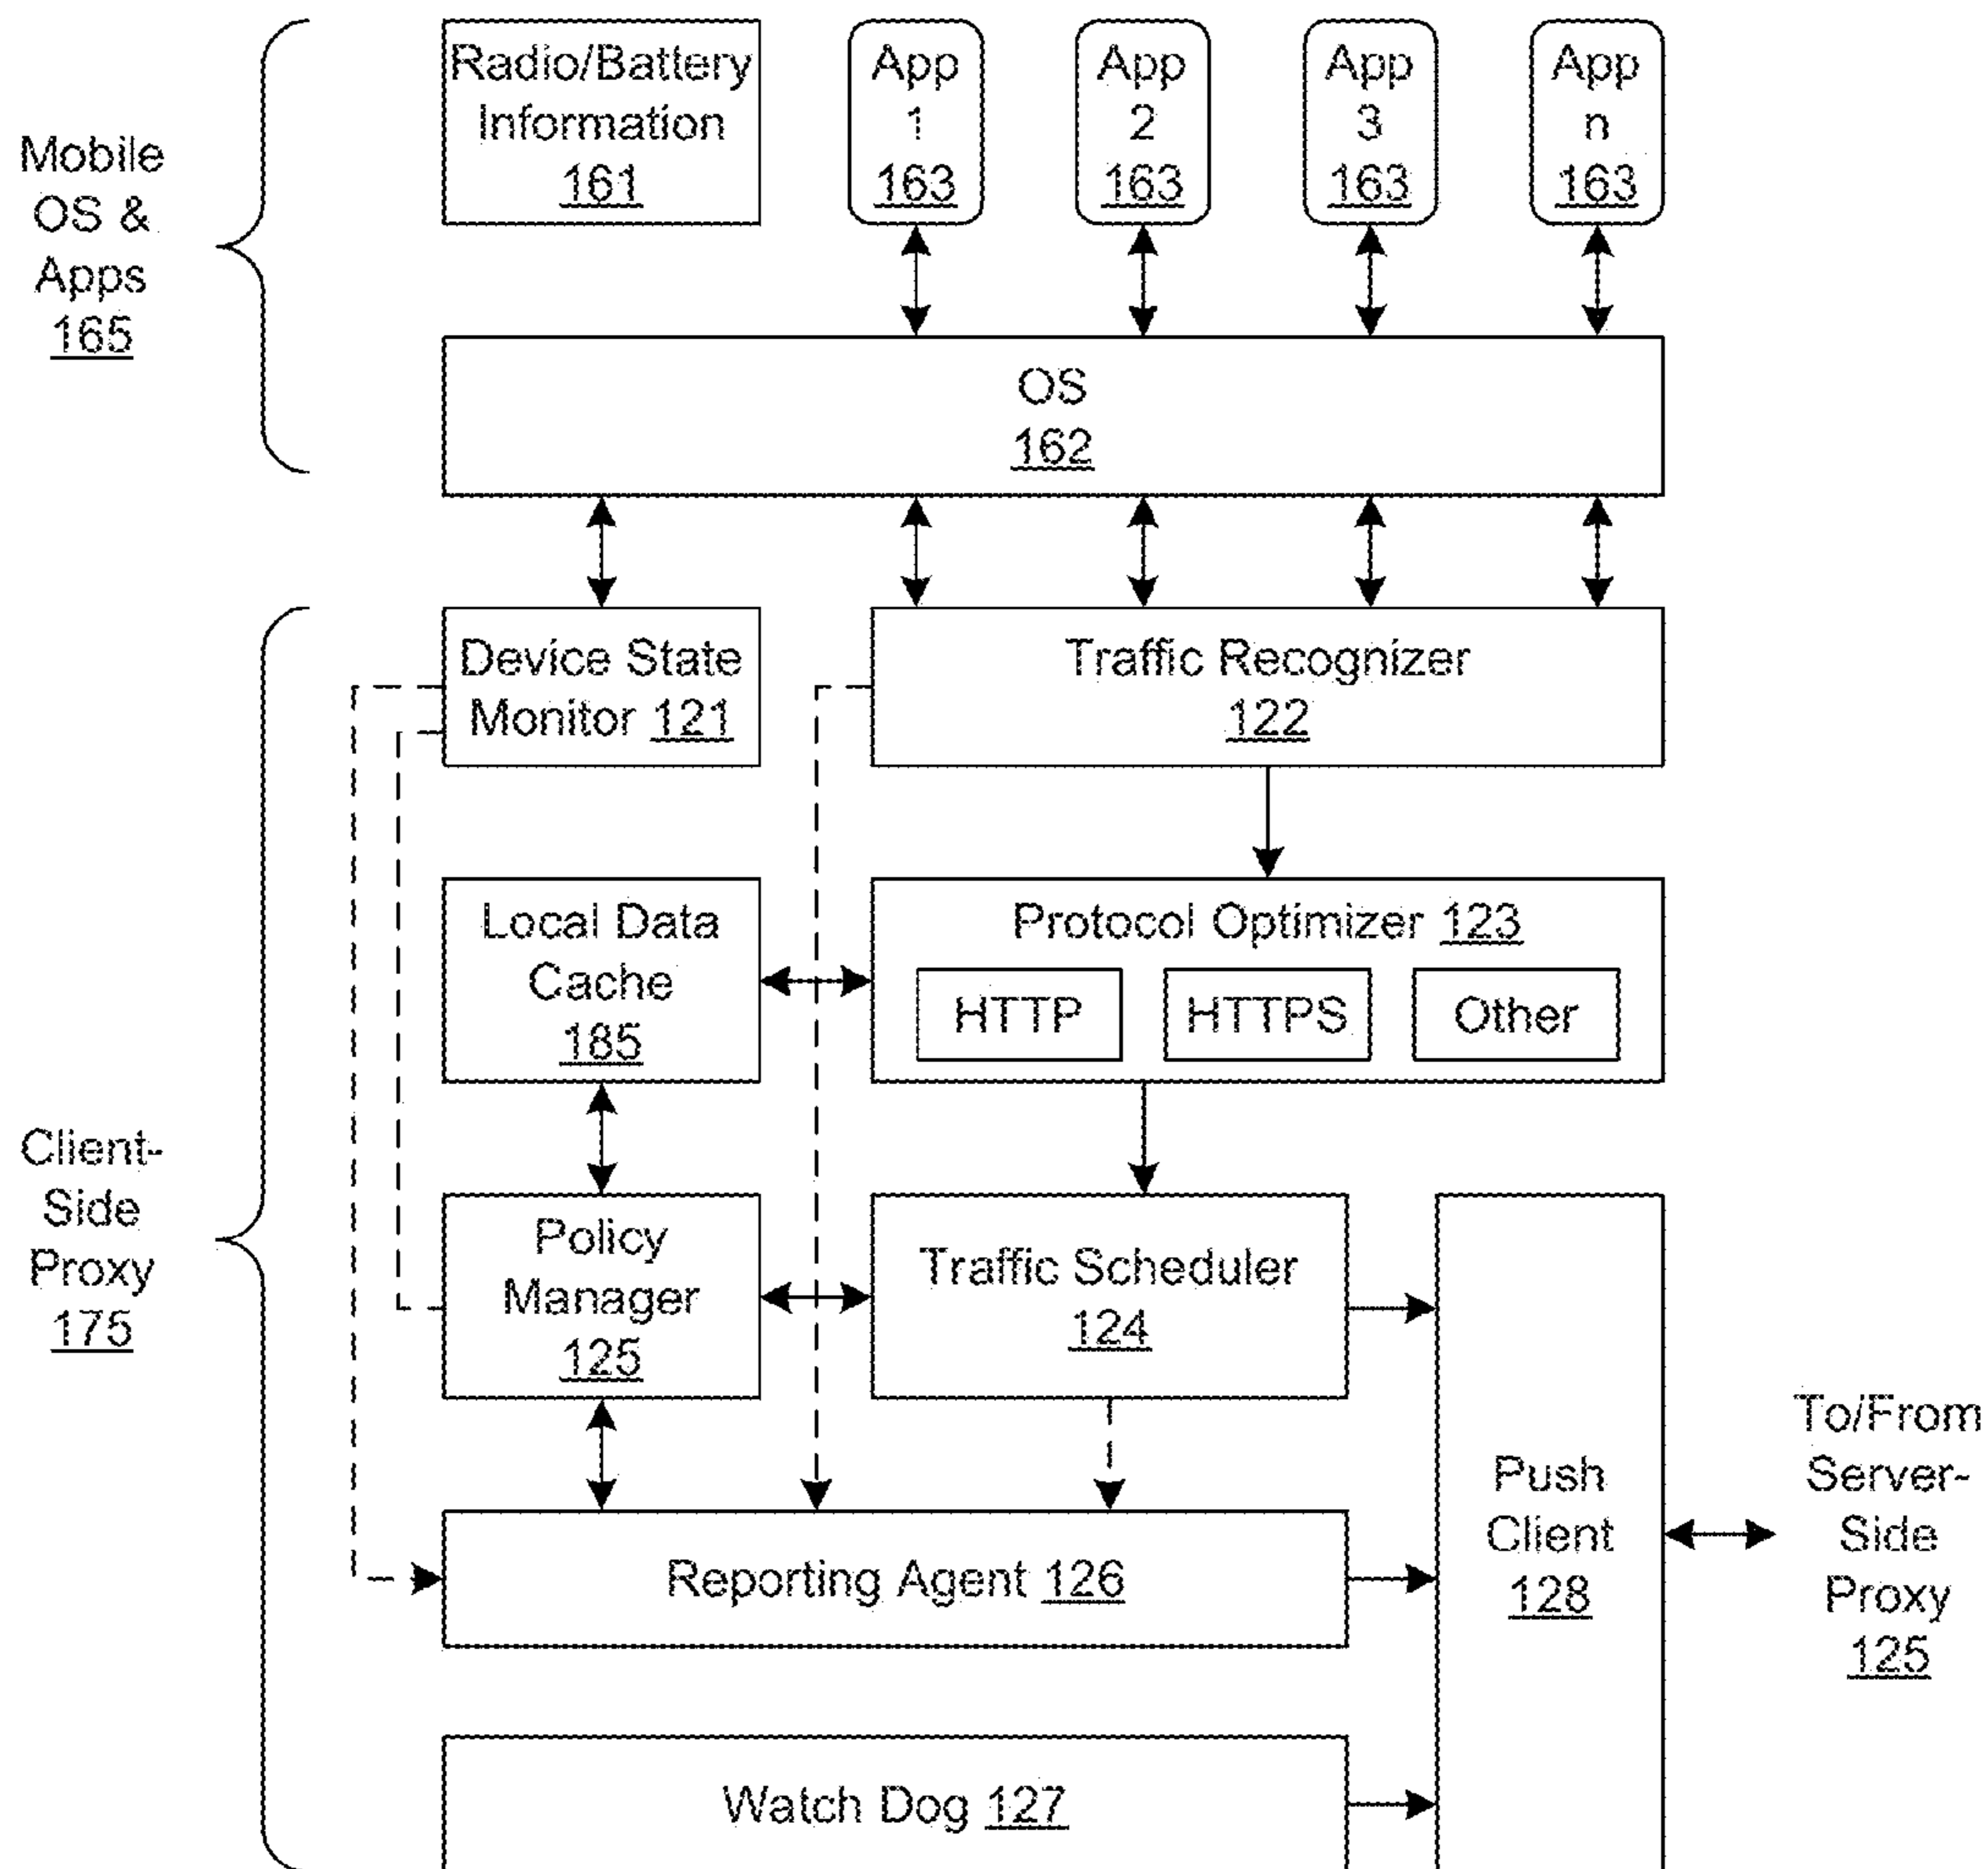 Mobile
OS &
Apps
165
Radio/Battery
Information
161
App
1
163
App
2
163
App
3
163
App
n
163
OS
162
Client-
Side
Proxy
175
Device State
Monitor 121
Traffic Recognizer
122
Local Data
Cache
185
Protocol Optimizer 123
HTTP
HTTPS
Other
Policy
Manager
125
Traffic Scheduler
124
Reporting Agent 126
Watch Dog 127
Push
Client
128
To/From
Server-
Side
Proxy
125